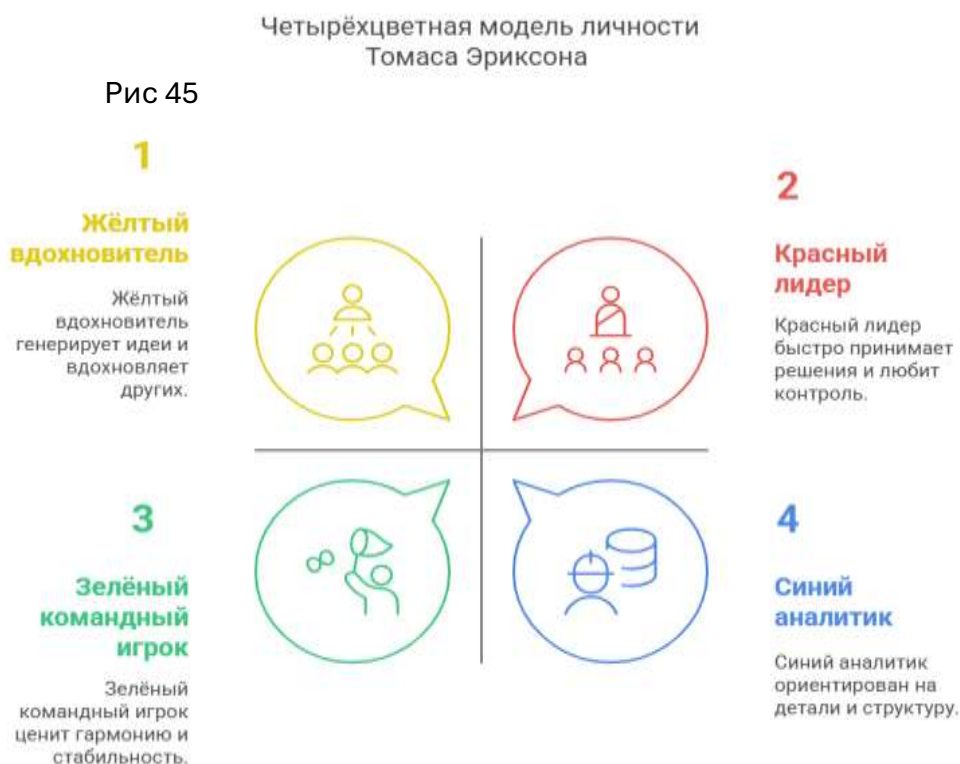 Четырёхцветная модель личности
Томаса Эриксона
Рис 45
1
Жёлтый
вдохновитель
Жёлтый
вдохновитель
генерирует идеи и
вдохновляет
других.
2
Красный
лидер
Красный лидер
быстро принимает
решения и любит
контроль.
3
Зелёный
командный
игрок
Зелёный
командный игрок
ценит гармонию и
стабильность.
4
Синий
аналитик
Синий аналитик
ориентирован на
детали и структуру.